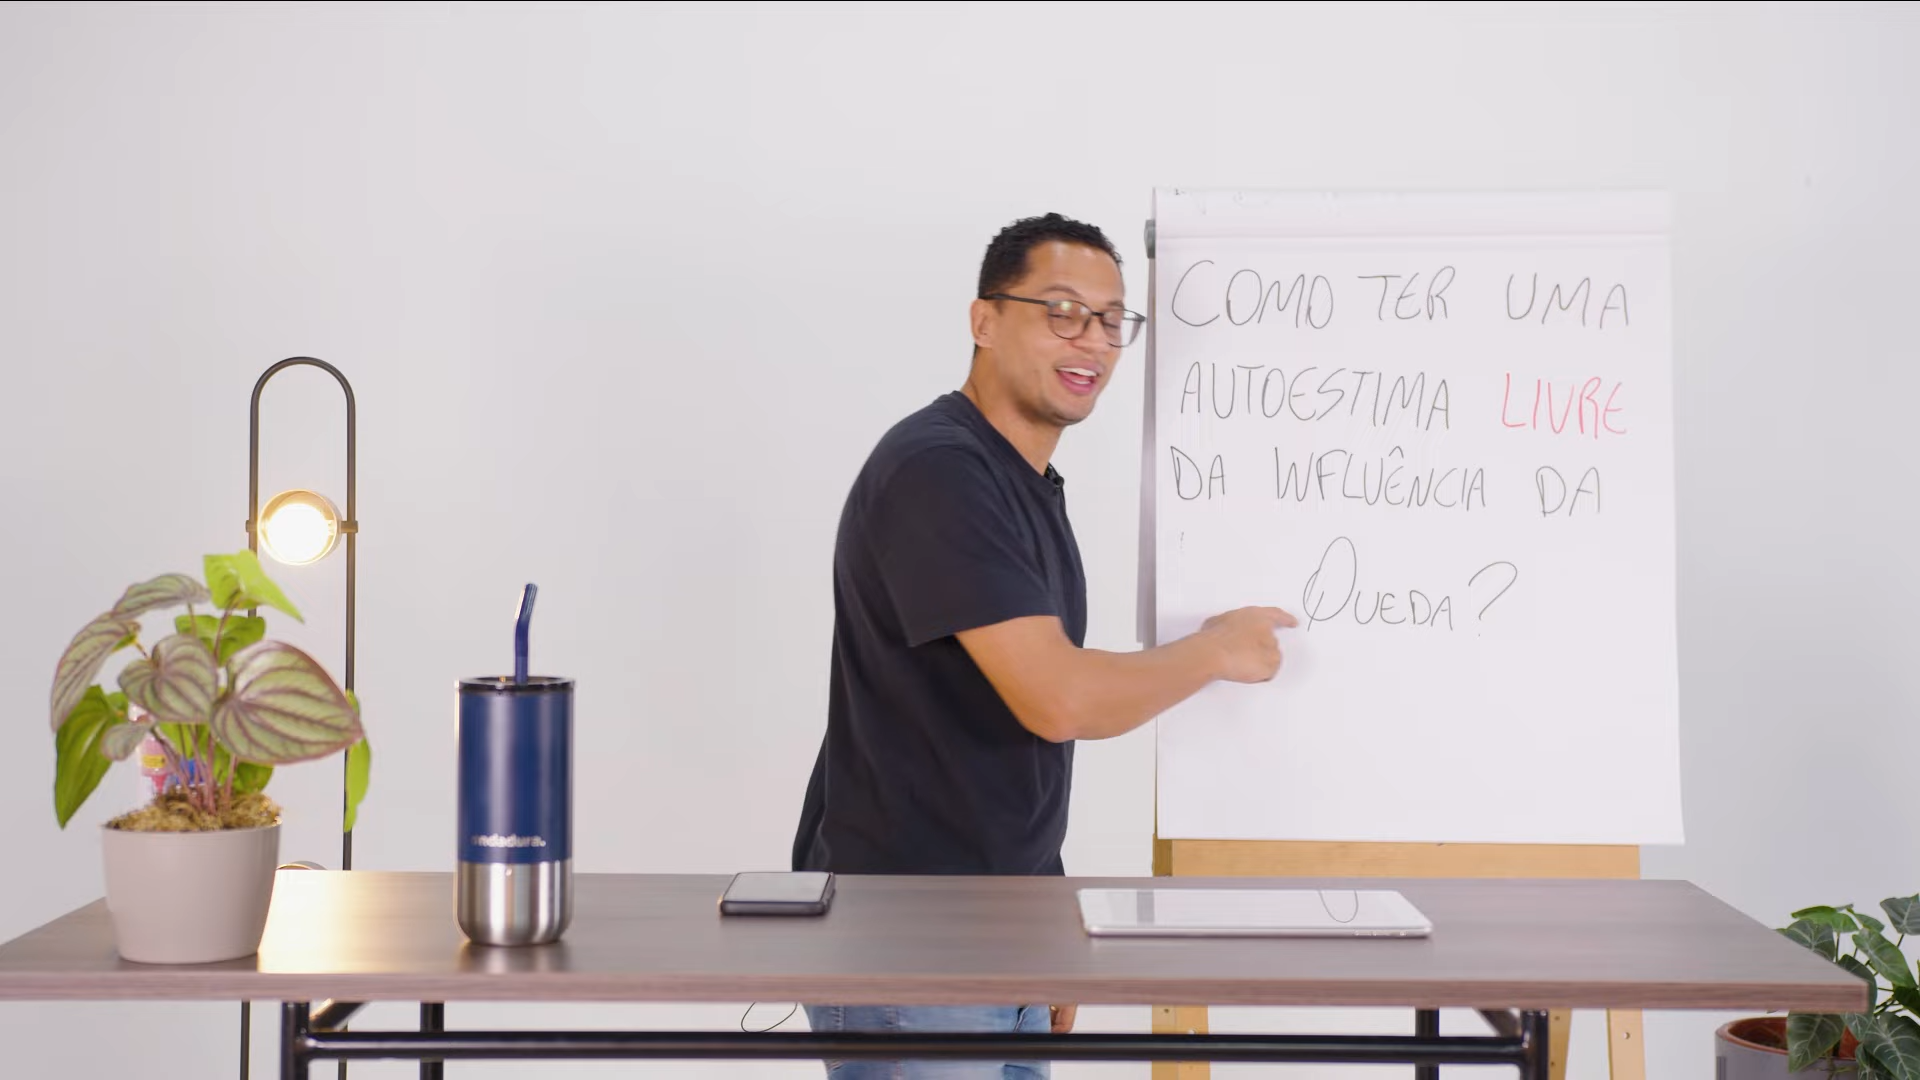 COMO TER UMA
AUTOESTIMA LIVRE
DA INFLUÊNCIA DA
QUEDA?